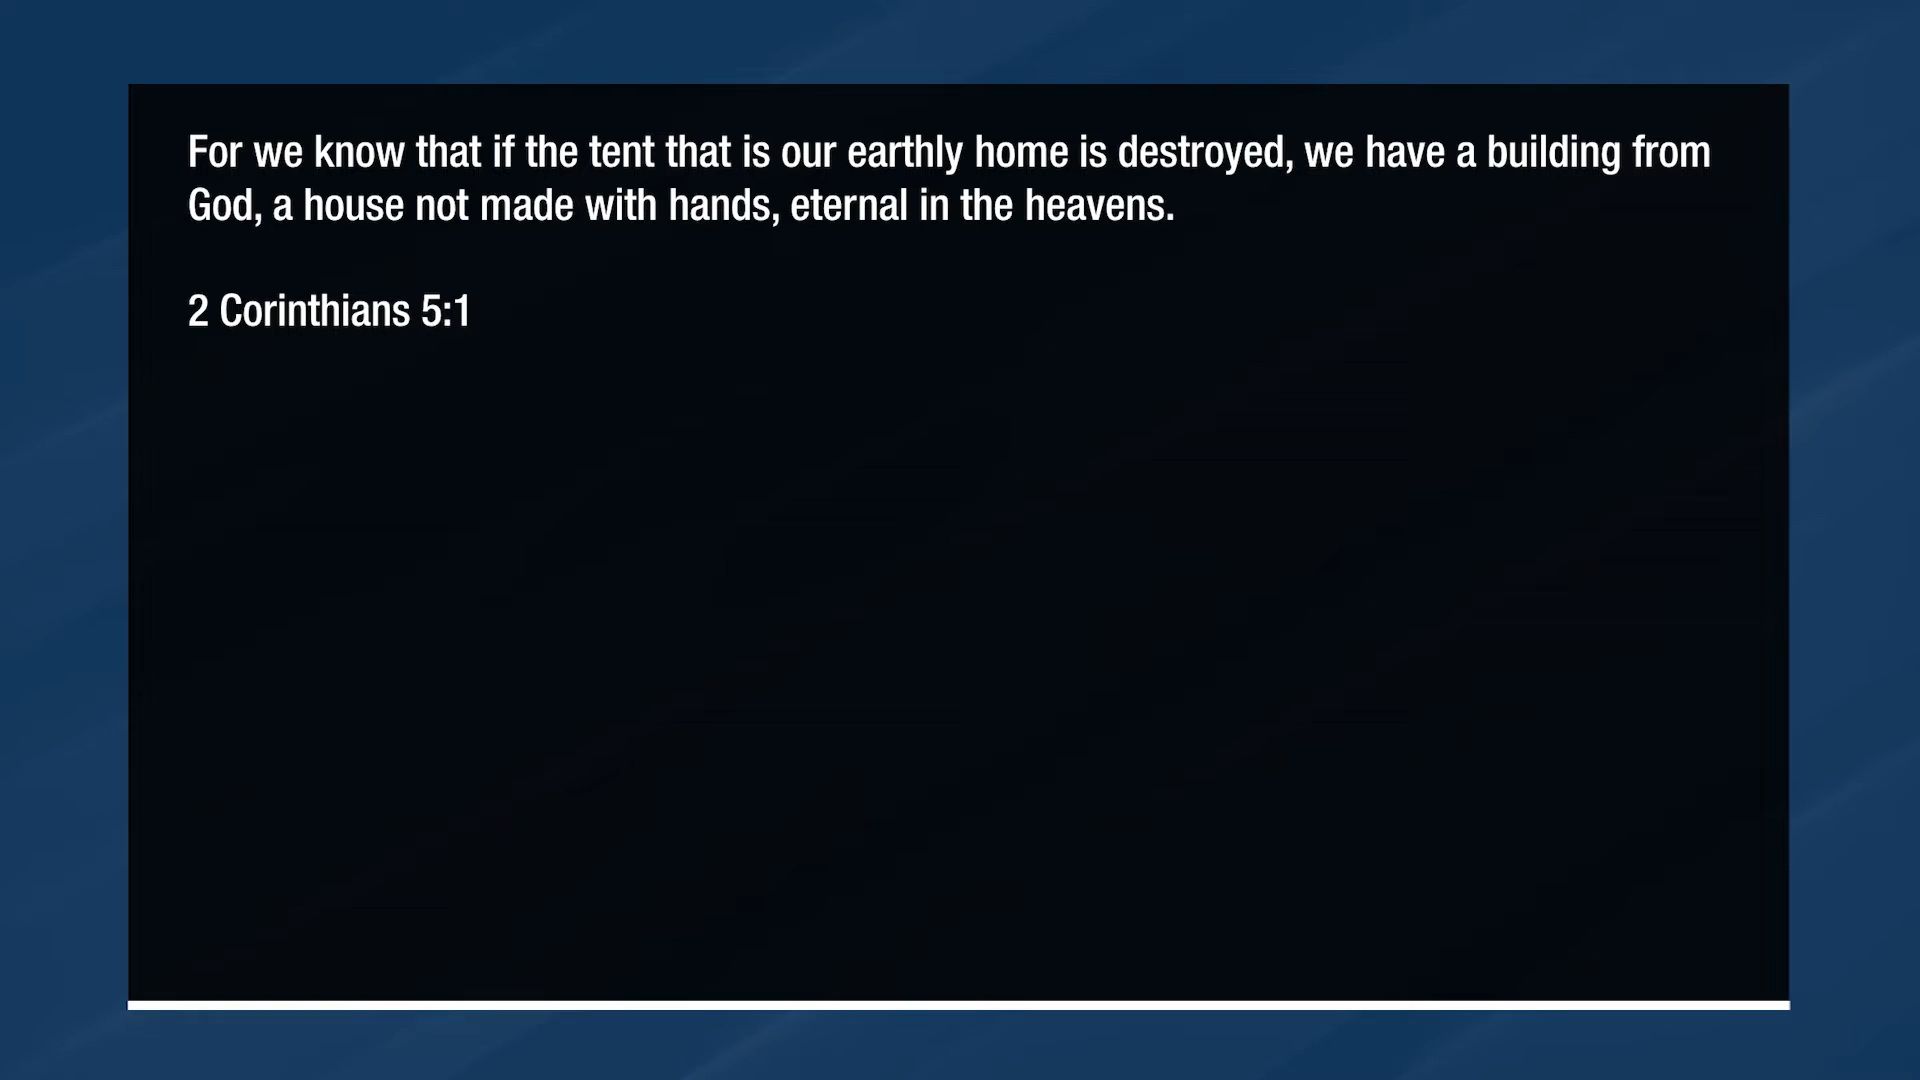 For we know that if the tent that is our earthly home is destroyed, we have a building from
God, a house not made with hands, eternal in the heavens.
2 Corinthians 5:1